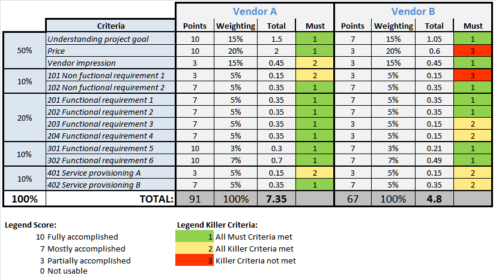 Vendor A Vendor B
Criteria Points Weighting Total Must Points Weighting Total Must
50% Understanding project goal 10 15% 1.5 1 7 15% 1.05 1
Price 10 20% 2 1 3 20% 0.6 3
Vendor impression 3 15% 0.45 2 3 15% 0.45 1
10% 101 Non fuctional requirement 1 3 5% 0.15 2 3 5% 0.15 3
102 Non Fuctional requirement 2 7 5% 0.35 1 7 5% 0.35 1
20% 201 Functional requirement 1 7 5% 0.35 1 7 5% 0.35 1
202 Functional requirement 2 7 5% 0.35 1 7 5% 0.35 1
203 Functional requirement 3 7 5% 0.35 2 3 5% 0.15 2
204 Functional requirement 4 7 5% 0.35 2 3 5% 0.15 2
10% 301 Functional requirement 5 10 3% 0.3 1 7 3% 0.21 1
302 Functional requirement 6 10 7% 0.7 1 7 7% 0.49 1
10% 401 Service provisioning A 3 5% 0.15 2 3 5% 0.15 2
402 Service provisioning B 7 5% 0.35 1 7 5% 0.35 2
100% TOTAL: 91 100% 7.35 67 100% 4.8
Legend Score: Legend Killer Criteria:
10 Fully accomplished 1 All Must Criteria met
7 Mostly accomplished 2 All Killer Criteria met
3 Partially accomplished 3 Killer Criteria not met
0 Not usable